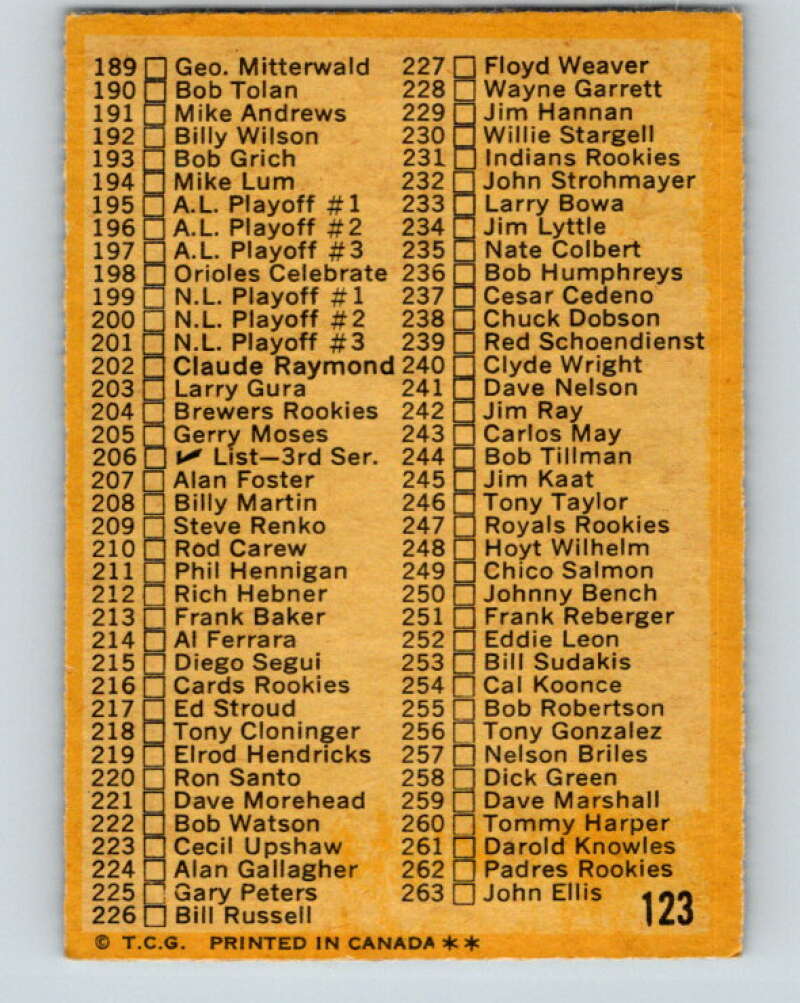 189 Geo. Mitterwald
190 Bob Tolan
191 Mike Andrews
192 Billy Wilson
193 Bob Grich
194 Mike Lum
195 A.L. Playoff #1
196 A.L. Playoff #2
197 A.L. Playoff #3
198 Orioles Celebrate
199 N.L. Playoff #1
200 N.L. Playoff #2
201 N.L. Playoff #3
202 Claude Raymond
203 Larry Gura
204 Brewers Rookies
205 Gerry Moses
206 ✔ List—3rd Ser.
207 Alan Foster
208 Billy Martin
209 Steve Renko
210 Rod Carew
211 Phil Hennigan
212 Rich Hebner
213 Frank Baker
214 Al Ferrara
215 Diego Segui
216 Cards Rookies
217 Ed Stroud
218 Tony Cloninger
219 Elrod Hendricks
220 Ron Santo
221 Dave Morehead
222 Bob Watson
223 Cecil Upshaw
224 Alan Gallagher
225 Gary Peters
226 Bill Russell
227 Floyd Weaver
228 Wayne Garrett
229 Jim Hannan
230 Willie Stargell
231 Indians Rookies
232 John Strohmayer
233 Larry Bowa
234 Jim Lyttle
235 Nate Colbert
236 Bob Humphreys
237 Cesar Cedeno
238 Chuck Dobson
239 Red Schoendienst
240 Clyde Wright
241 Dave Nelson
242 Jim Ray
243 Carlos May
244 Bob Tillman
245 Jim Kaat
246 Tony Taylor
247 Royals Rookies
248 Hoyt Wilhelm
249 Chico Salmon
250 Johnny Bench
251 Frank Reberger
252 Eddie Leon
253 Bill Sudakis
254 Cal Koonce
255 Bob Robertson
256 Tony Gonzalez
257 Nelson Briles
258 Dick Green
259 Dave Marshall
260 Tommy Harper
261 Darold Knowles
262 Padres Rookies
263 John Ellis
123
© T.C.G. PRINTED IN CANADA **